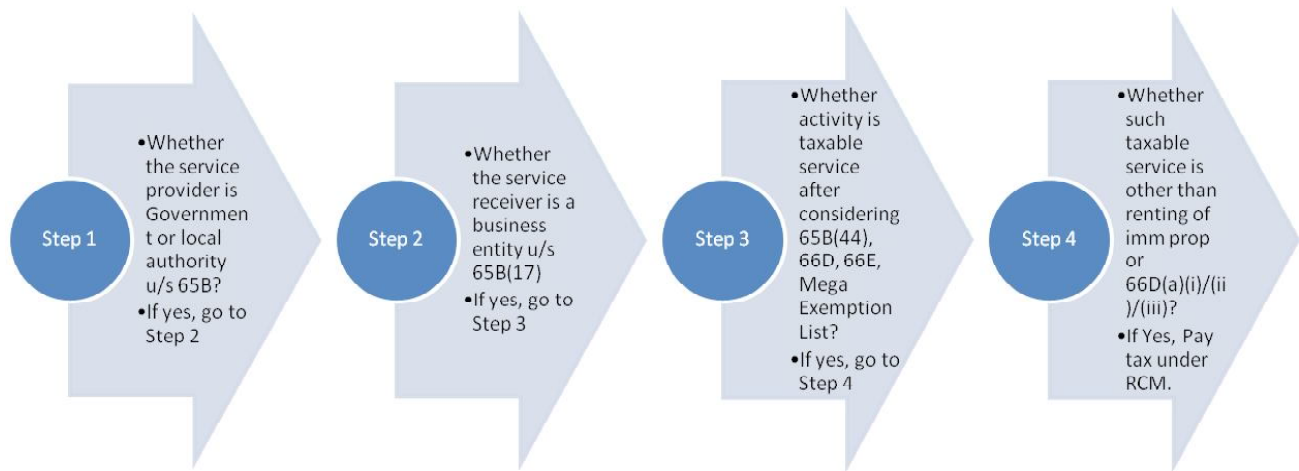 Step 1
•Whether
the service
provider is
Governmen
t or local
authority
u/s 65B?
•If yes, go to
Step 2
Step 2
•Whether
the service
receiver is a
business
entity u/s
65B(17)
•If yes, go to
Step 3
Step 3
•Whether
activity is
taxable
service
after
considering
65B(44),
66D, 66E,
Mega
Exemption
List?
•If yes, go to
Step 4
Step 4
•Whether
such
taxable
service is
other than
renting of
imm prop
or
66D(a)(i)/(ii
)/(iii)?
•If Yes, Pay
tax under
RCM.